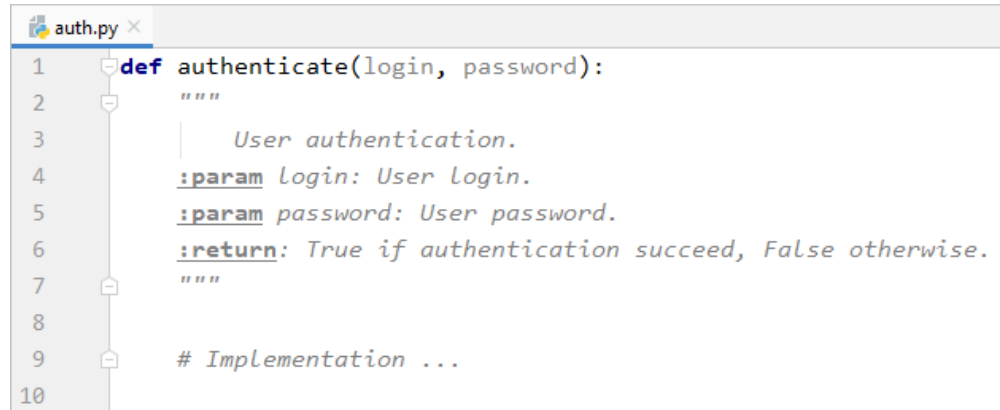 auth.py
1 def authenticate(login, password):
2 """
3 User authentication.
4 :param login: User login.
5 :param password: User password.
6 :return: True if authentication succeed, False otherwise.
7 """
8
9 # Implementation ...
10